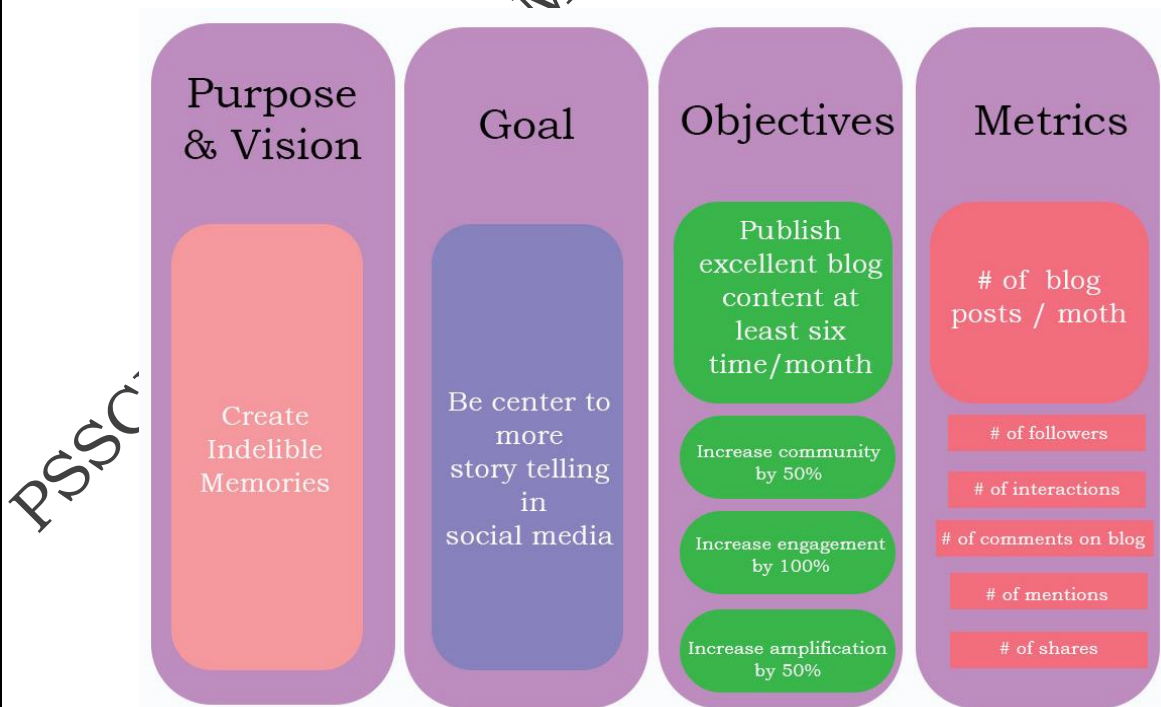 Purpose
& Vision
Create
Indelible
Memories
Goal
Be center to
more
story telling
in
social media
Objectives
Publish
excellent blog
content at
least six
time/month
Increase community
by 50%
Increase engagement
by 100%
Increase amplification
by 50%
Metrics
# of blog
posts / moth
# of followers
# of interactions
# of comments on blog
# of mentions
# of shares